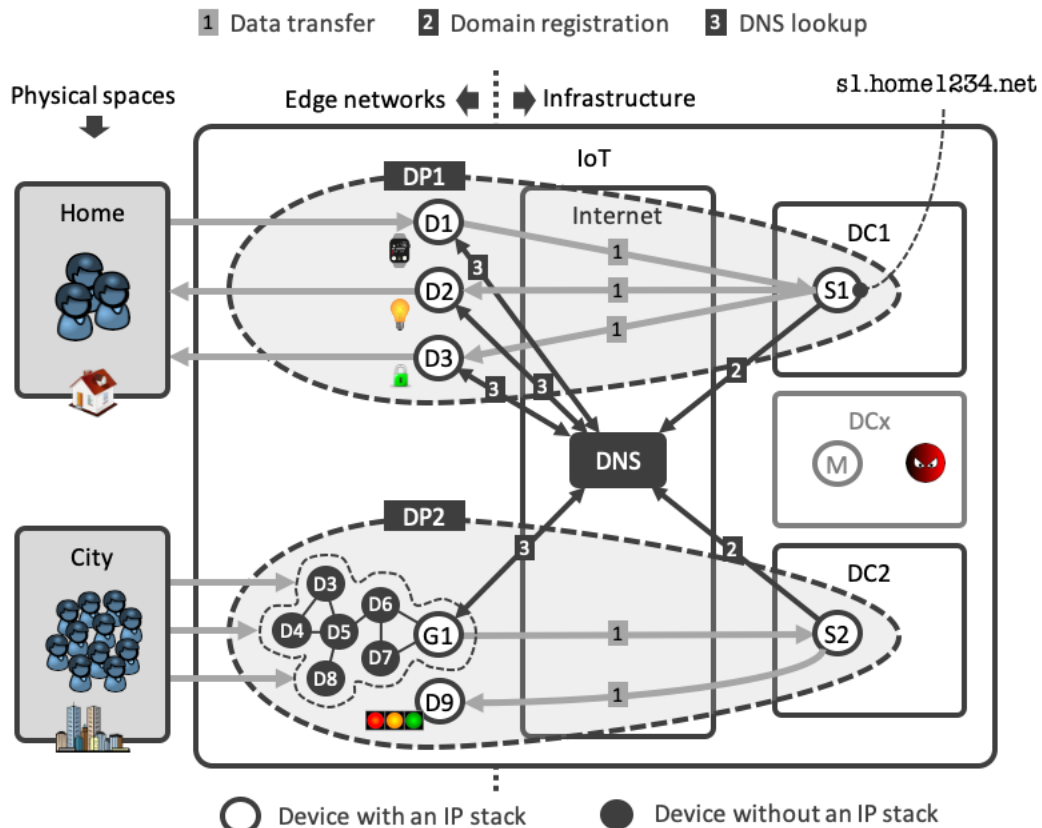 1 Data transfer 2 Domain registration 3 DNS lookup
Physical spaces
Edge networks Infrastructure
s1.home1234.net
IoT
DP1
Home
D1
Internet
DC1
1
3
D2
1
S1
1
D3
2
3
3
DCx
DNS
M
DP2
City
3
2
DC2
D3
D6
D4
D5
G1
1
S2
D7
D8
D9
1
Device with an IP stack Device without an IP stack